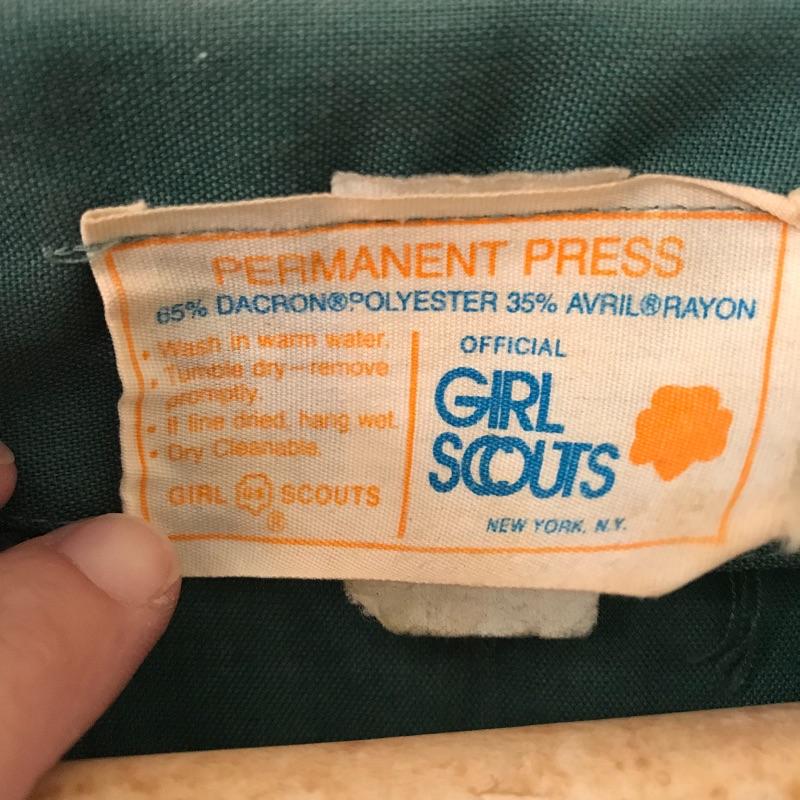 PERMANENT PRESS
65% DACRON®POLYESTER 35% AVRIL®RAYON
• Wash in warm water.
• Tumble dry—remove
promptly.
• If line dried, hang wet.
• Dry Cleanable.
GIRL GS SCOUTS
®
OFFICIAL
GIRL
SCOUTS
NEW YORK, N.Y.